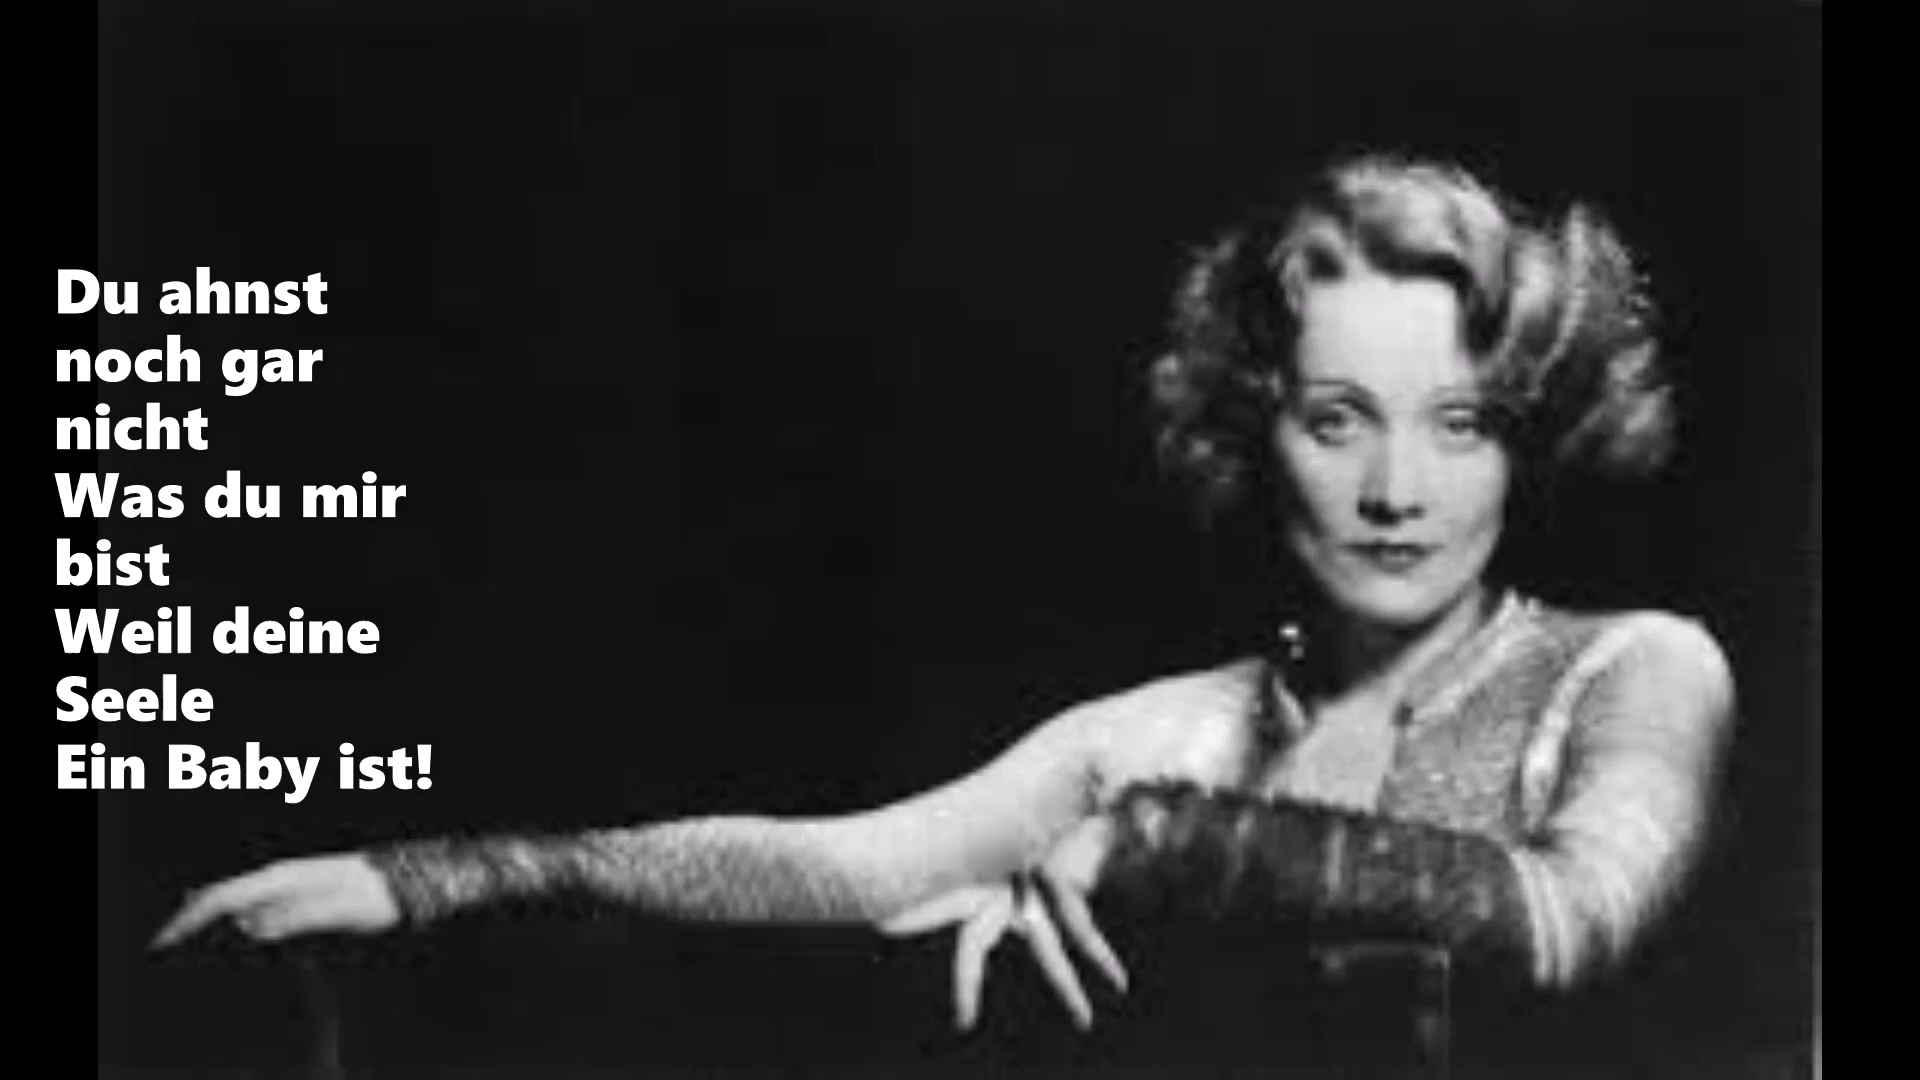 Du ahnst
noch gar
nicht
Was du mir
bist
Weil deine
Seele
Ein Baby ist!